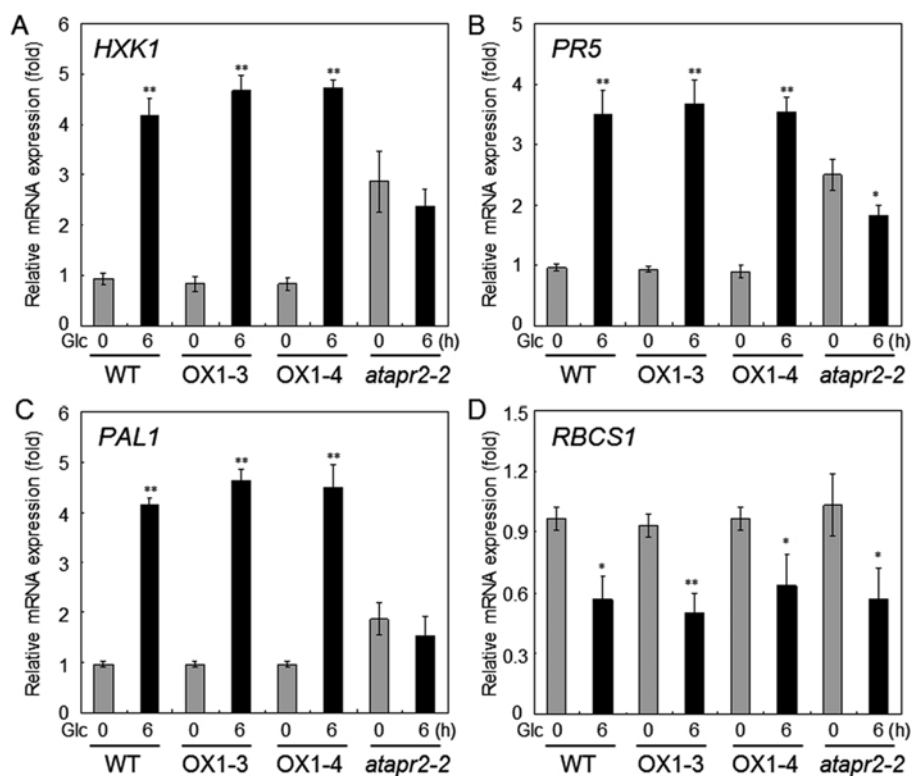 A
HXK1
Relative mRNA expression (fold)
6
5
4
3
2
1
0
** ** **
Glc 0 6 0 6 0 6 0 6 (h)
WT OX1-3 OX1-4 atapr2-2
B
PR5
Relative mRNA expression (fold)
5
4
3
2
1
0
** ** ** *
Glc 0 6 0 6 0 6 0 6 (h)
WT OX1-3 OX1-4 atapr2-2
C
PAL1
Relative mRNA expression (fold)
6
5
4
3
2
1
0
** ** **
Glc 0 6 0 6 0 6 0 6 (h)
WT OX1-3 OX1-4 atapr2-2
D
RBCS1
Relative mRNA expression (fold)
1.5
1.2
0.9
0.6
0.3
0
* ** * *
Glc 0 6 0 6 0 6 0 6 (h)
WT OX1-3 OX1-4 atapr2-2